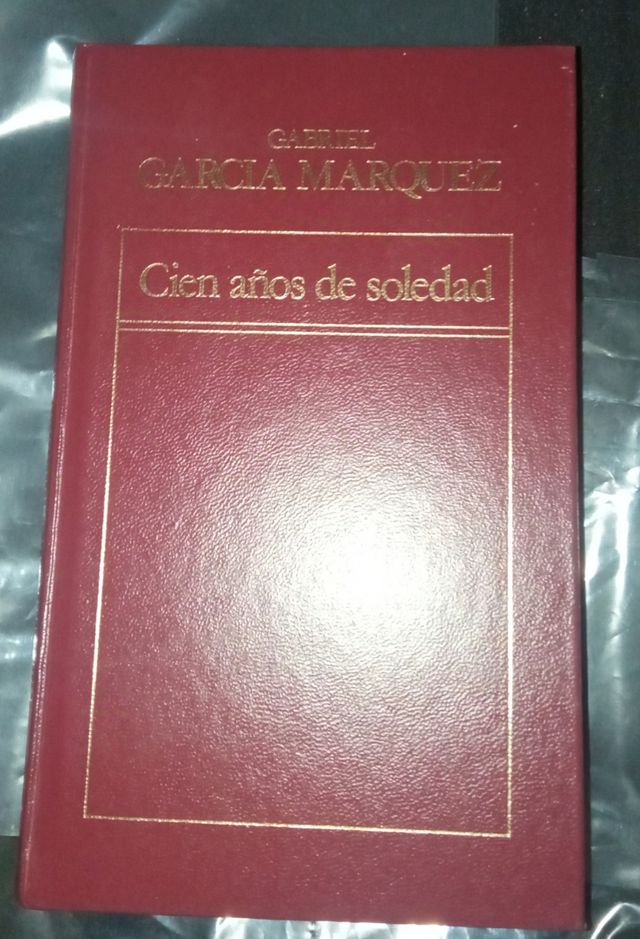 GABRIEL
GARCIA MARQUEZ
Cien años de soledad